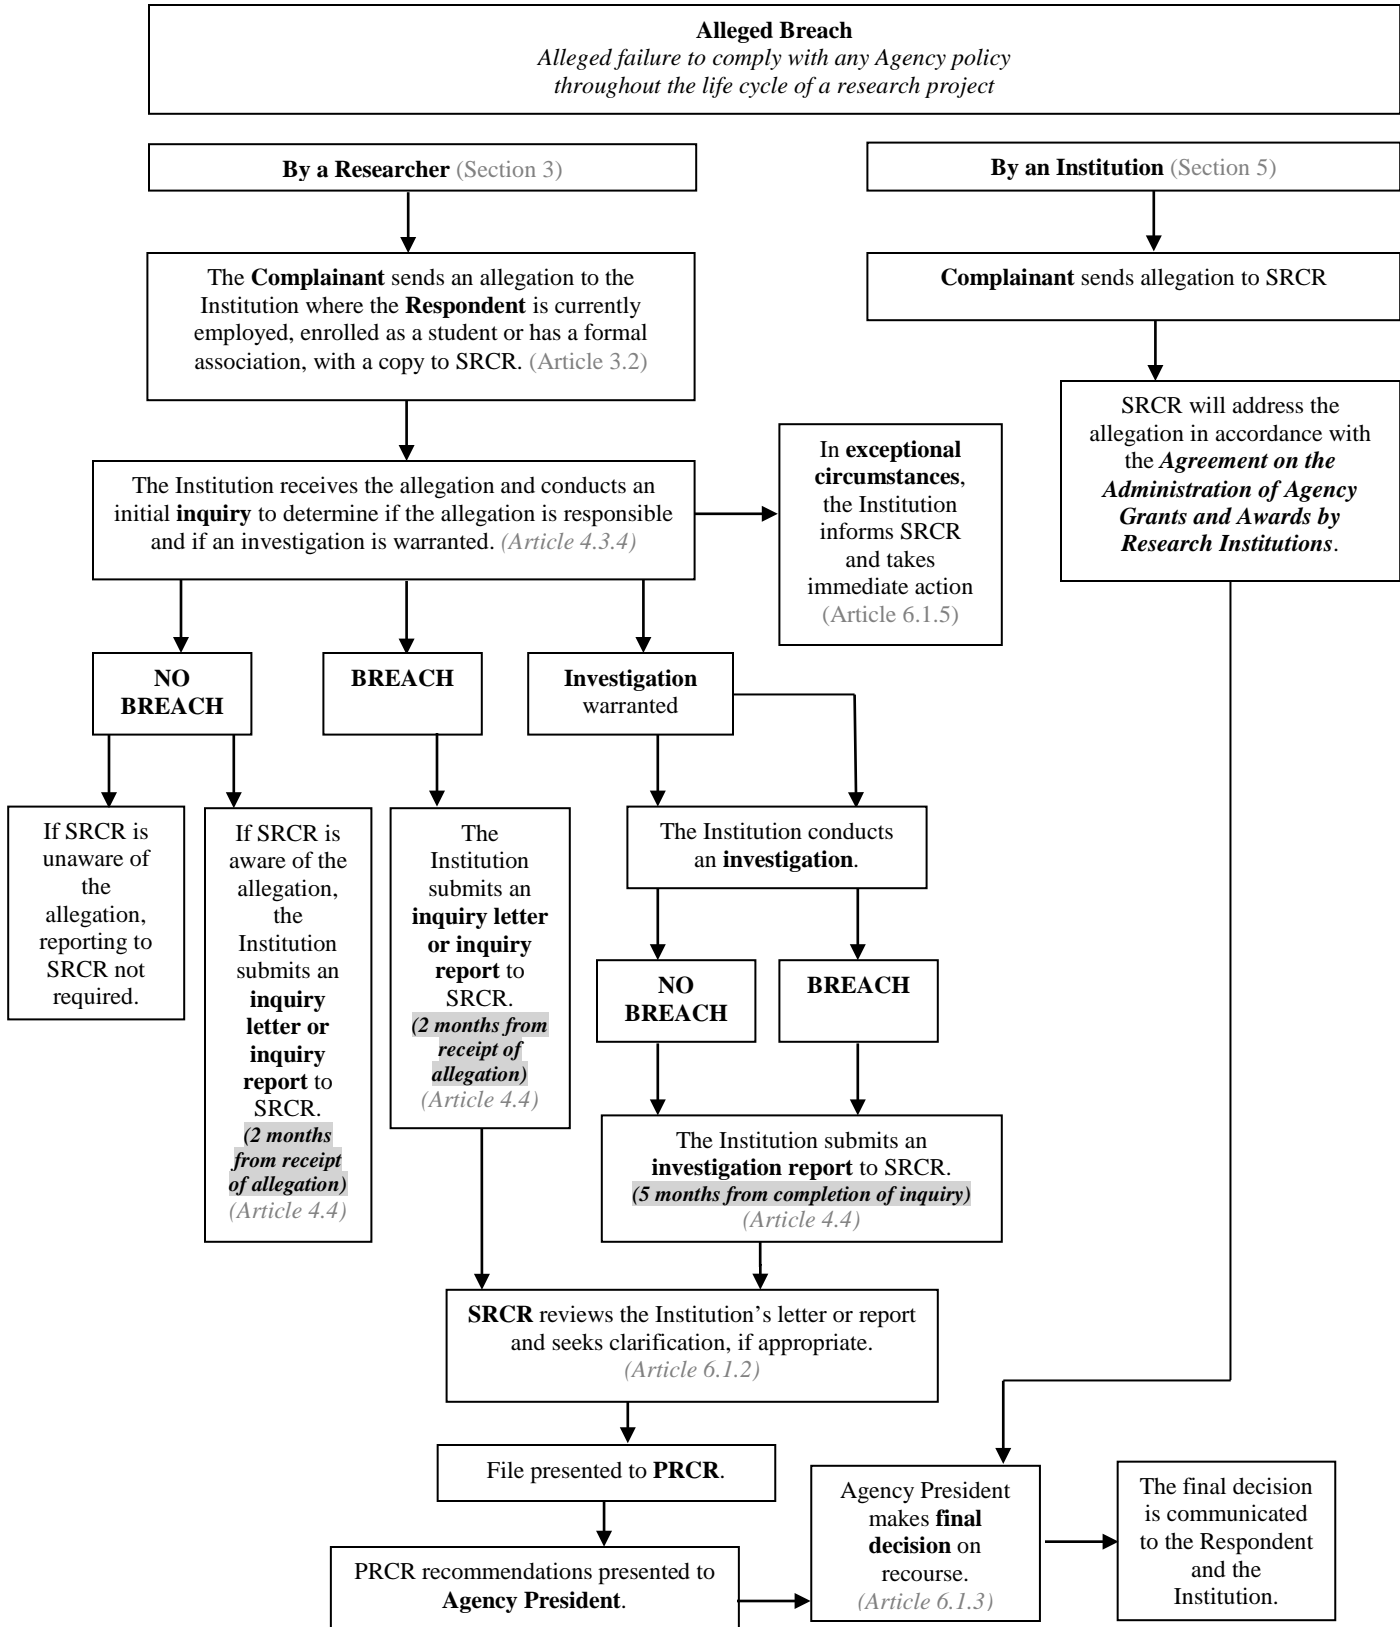 Alleged Breach
Alleged failure to comply with any Agency policy
throughout the life cycle of a research project
By a Researcher (Section 3)
By an Institution (Section 5)
The Complainant sends an allegation to the
Institution where the Respondent is currently
employed, enrolled as a student or has a formal
association, with a copy to SRCR. (Article 3.2)
Complainant sends allegation to SRCR
SRCR will address the
allegation in accordance with
the Agreement on the
Administration of Agency
Grants and Awards by
Research Institutions.
The Institution receives the allegation and conducts an
initial inquiry to determine if the allegation is responsible
and if an investigation is warranted. (Article 4.3.4)
In exceptional
circumstances,
the Institution
informs SRCR
and takes
immediate action
(Article 6.1.5)
NO
BREACH
BREACH
Investigation
warranted
If SRCR is
unaware of
the
allegation,
reporting to
SRCR not
required.
If SRCR is
aware of the
allegation,
the
Institution
submits an
inquiry
letter or
inquiry
report to
SRCR.
(2 months
from receipt
of allegation)
(Article 4.4)
The
Institution
submits an
inquiry letter
or inquiry
report to
SRCR.
(2 months from
receipt of
allegation)
(Article 4.4)
The Institution conducts
an investigation.
NO
BREACH
BREACH
The Institution submits an
investigation report to SRCR.
(5 months from completion of inquiry)
(Article 4.4)
SRCR reviews the Institution’s letter or report
and seeks clarification, if appropriate.
(Article 6.1.2)
File presented to PRCR.
PRCR recommendations presented to
Agency President.
Agency President
makes final
decision on
recourse.
(Article 6.1.3)
The final decision
is communicated
to the Respondent
and the
Institution.